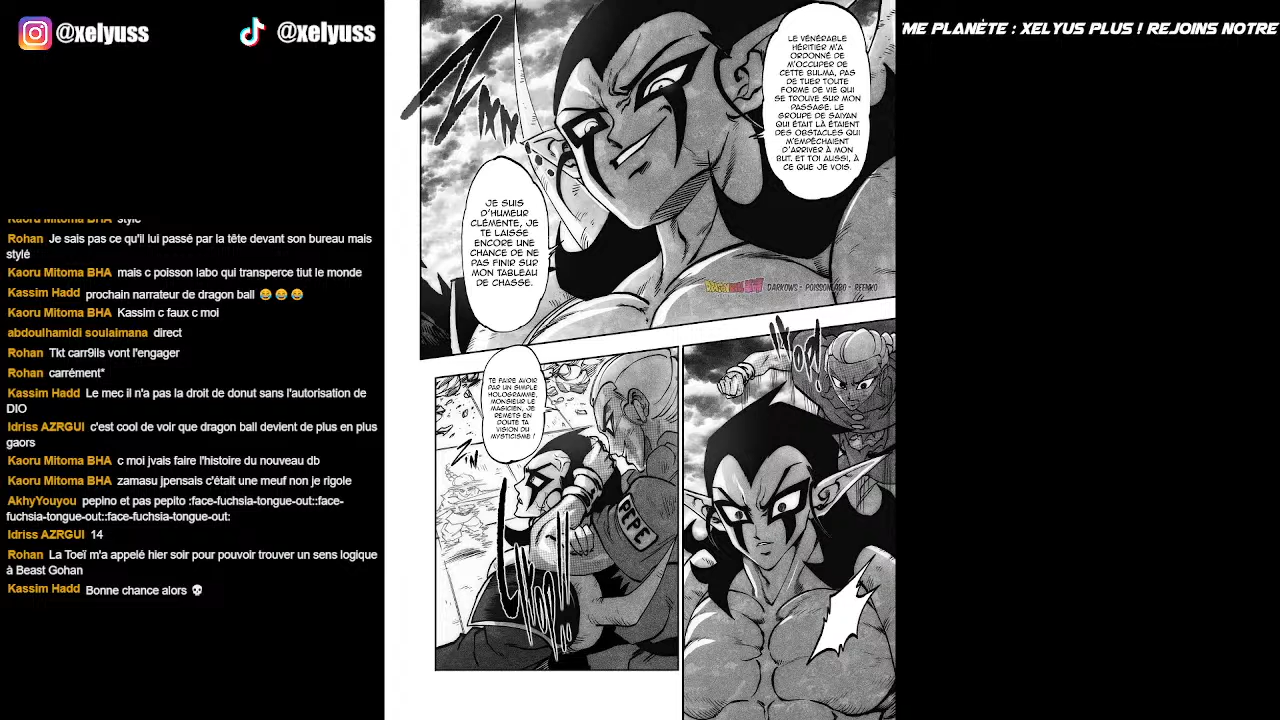 @xelyuss
@xelyuss
ME PLANÈTE : XELYUS PLUS ! REJOINS NOTRE
Kaoru Mitoma BHA stylé
Rohan Je sais pas ce qu'il lui passé par la tête devant son bureau mais
stylé
Kaoru Mitoma BHA mais c poisson labo qui transperce tiut le monde
Kassim Hadd prochain narrateur de dragon ball 😂 😂 😂
Kaoru Mitoma BHA Kassim c faux c moi
abdoulhamidi soulaimana direct
Rohan Tkt carr9ils vont l'engager
Rohan carrément*
Kassim Hadd Le mec il n'a pas la droit de donut sans l'autorisation de
DIO
Idriss AZRGUI c'est cool de voir que dragon ball devient de plus en plus
gaors
Kaoru Mitoma BHA c moi jvais faire l'histoire du nouveau db
Kaoru Mitoma BHA zamasu jpensais c'était une meuf non je rigole
AkhyYouyou pepino et pas pepito :face-fuchsia-tongue-out::face-
fuchsia-tongue-out::face-fuchsia-tongue-out:
Idriss AZRGUI 14
Rohan La Toeï m'a appelé hier soir pour pouvoir trouver un sens logique
à Beast Gohan
Kassim Hadd Bonne chance alors 💀
LE VÉNÉRABLE
HÉRITIER M'A
ORDONNÉ DE
M'OCCUPER DE
CETTE BULMA, PAS
DE TUER TOUTE
FORME DE VIE QUI
SE TROUVE SUR MON
PASSAGE. LE
GROUPE DE SAIYAN
QUI ÉTAIT LÀ ÉTAIENT
DES OBSTACLES QUI
M'EMPÊCHAIENT
D'ARRIVER À MON
BUT. ET TOI AUSSI, À
CE QUE JE VOIS.
JE SUIS
D'HUMEUR
CLÉMENTE, JE
TE LAISSE
ENCORE UNE
CHANCE DE NE
PAS FINIR SUR
MON TABLEAU
DE CHASSE.
DARKOWS - POISSONLABO - REENKO
TE FAIRE AVOIR
PAR UN SIMPLE
HOLOGRAMME,
MONSIEUR LE
MAGICIEN, JE
REMETS EN
DOUTE TA
VISION DU
MYSTICISME !
PEPE